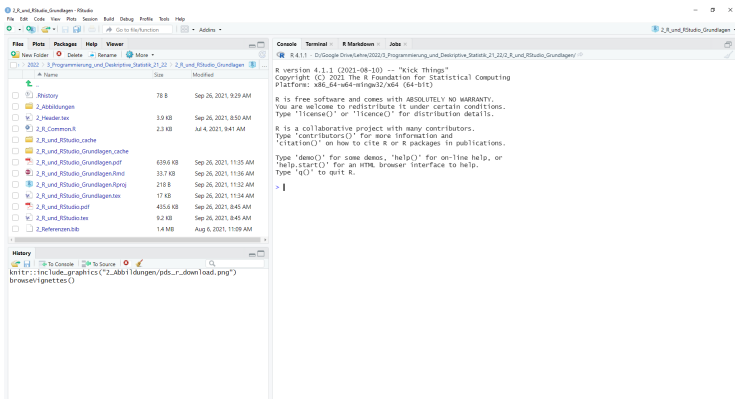 2_R_und_RStudio_Grundlagen - RStudio
File Edit Code View Plots Session Build Debug Profile Tools Help
Go to file/function Addins 2_R_und_RStudio_Grundlagen
Files Plots Packages Help Viewer
New Folder Delete Rename More
2022 3_Programmierung_und_Deskriptive_Statistik_21_22 2_R_und_RStudio_Grundlagen ...
Name Size Modified
..
.Rhistory 78 B Sep 26, 2021, 9:29 AM
2_Abbildungen
2_Header.tex 3.9 KB Sep 26, 2021, 8:50 AM
2_R_Common.R 2.3 KB Jul 4, 2021, 9:41 AM
2_R_und_RStudio_cache
2_R_und_RStudio_Grundlagen_cache
2_R_und_RStudio_Grundlagen.pdf 639.6 KB Sep 26, 2021, 11:35 AM
2_R_und_RStudio_Grundlagen.Rmd 33.7 KB Sep 26, 2021, 11:36 AM
2_R_und_RStudio_Grundlagen.Rproj 218 B Sep 26, 2021, 11:32 AM
2_R_und_RStudio_Grundlagen.tex 17 KB Sep 26, 2021, 11:34 AM
2_R_und_RStudio.pdf 435.6 KB Sep 26, 2021, 8:45 AM
2_R_und_RStudio.tex 9.2 KB Sep 26, 2021, 8:45 AM
2_Referenzen.bib 1.4 MB Aug 6, 2021, 11:09 AM
History
To Console To Source
knitr::include_graphics("2_Abbildungen/pds_r_download.png")
browseVignettes()
Console Terminal R Markdown Jobs
R 4.1.1 · D:/Google Drive/Lehre/2022/3_Programmierung_und_Deskriptive_Statistik_21_22/2_R_und_RStudio_Grundlagen/
R version 4.1.1 (2021-08-10) -- "Kick Things"
Copyright (C) 2021 The R Foundation for Statistical Computing
Platform: x86_64-w64-mingw32/x64 (64-bit)
R is free software and comes with ABSOLUTELY NO WARRANTY.
You are welcome to redistribute it under certain conditions.
Type 'license()' or 'licence()' for distribution details.
R is a collaborative project with many contributors.
Type 'contributors()' for more information and
'citation()' on how to cite R or R packages in publications.
Type 'demo()' for some demos, 'help()' for on-line help, or
'help.start()' for an HTML browser interface to help.
Type 'q()' to quit R.
>